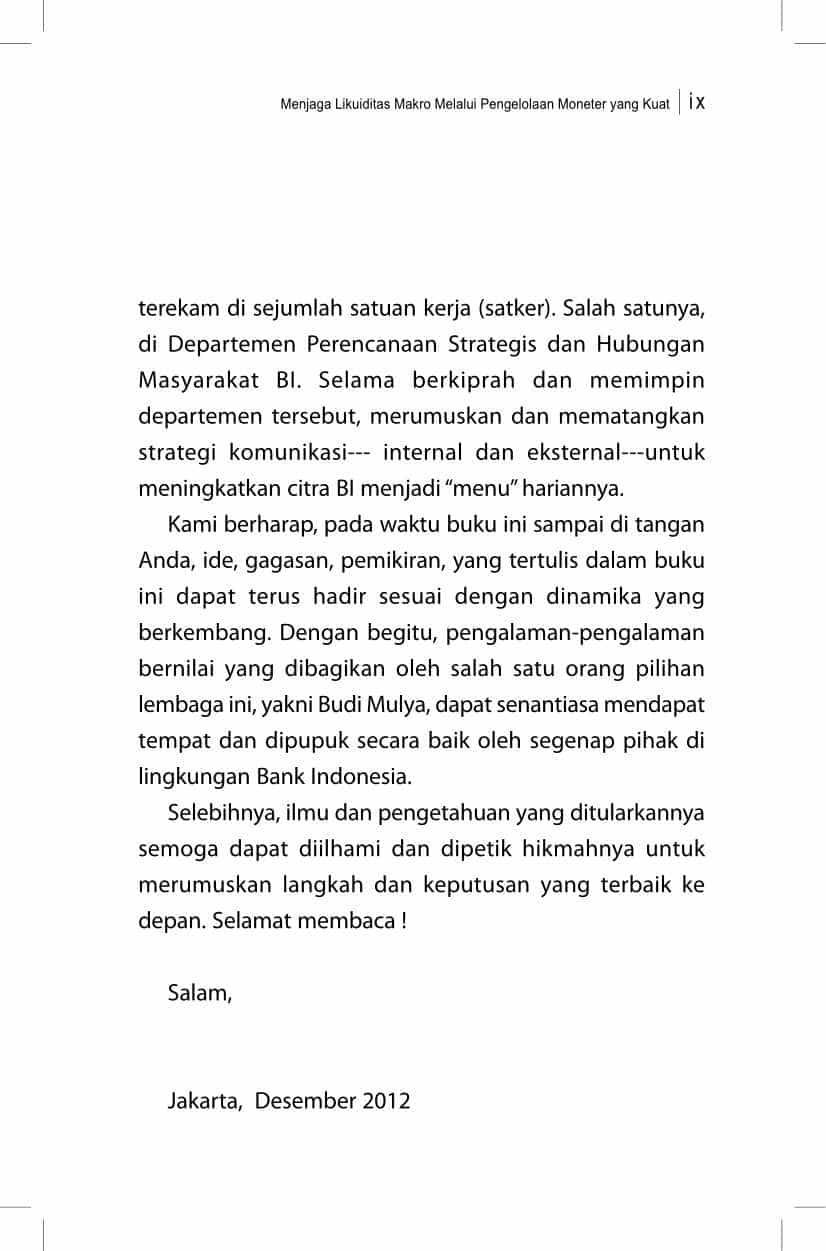 Menjaga Likuiditas Makro Melalui Pengelolaan Moneter yang Kuat | ix
terekam di sejumlah satuan kerja (satker). Salah satunya,
di Departemen Perencanaan Strategis dan Hubungan
Masyarakat BI. Selama berkiprah dan memimpin
departemen tersebut, merumuskan dan mematangkan
strategi komunikasi--- internal dan eksternal---untuk
meningkatkan citra BI menjadi “menu” hariannya.
Kami berharap, pada waktu buku ini sampai di tangan
Anda, ide, gagasan, pemikiran, yang tertulis dalam buku
ini dapat terus hadir sesuai dengan dinamika yang
berkembang. Dengan begitu, pengalaman-pengalaman
bernilai yang dibagikan oleh salah satu orang pilihan
lembaga ini, yakni Budi Mulya, dapat senantiasa mendapat
tempat dan dipupuk secara baik oleh segenap pihak di
lingkungan Bank Indonesia.
Selebihnya, ilmu dan pengetahuan yang ditularkannya
semoga dapat diilhami dan dipetik hikmahnya untuk
merumuskan langkah dan keputusan yang terbaik ke
depan. Selamat membaca !
Salam,
Jakarta,  Desember 2012